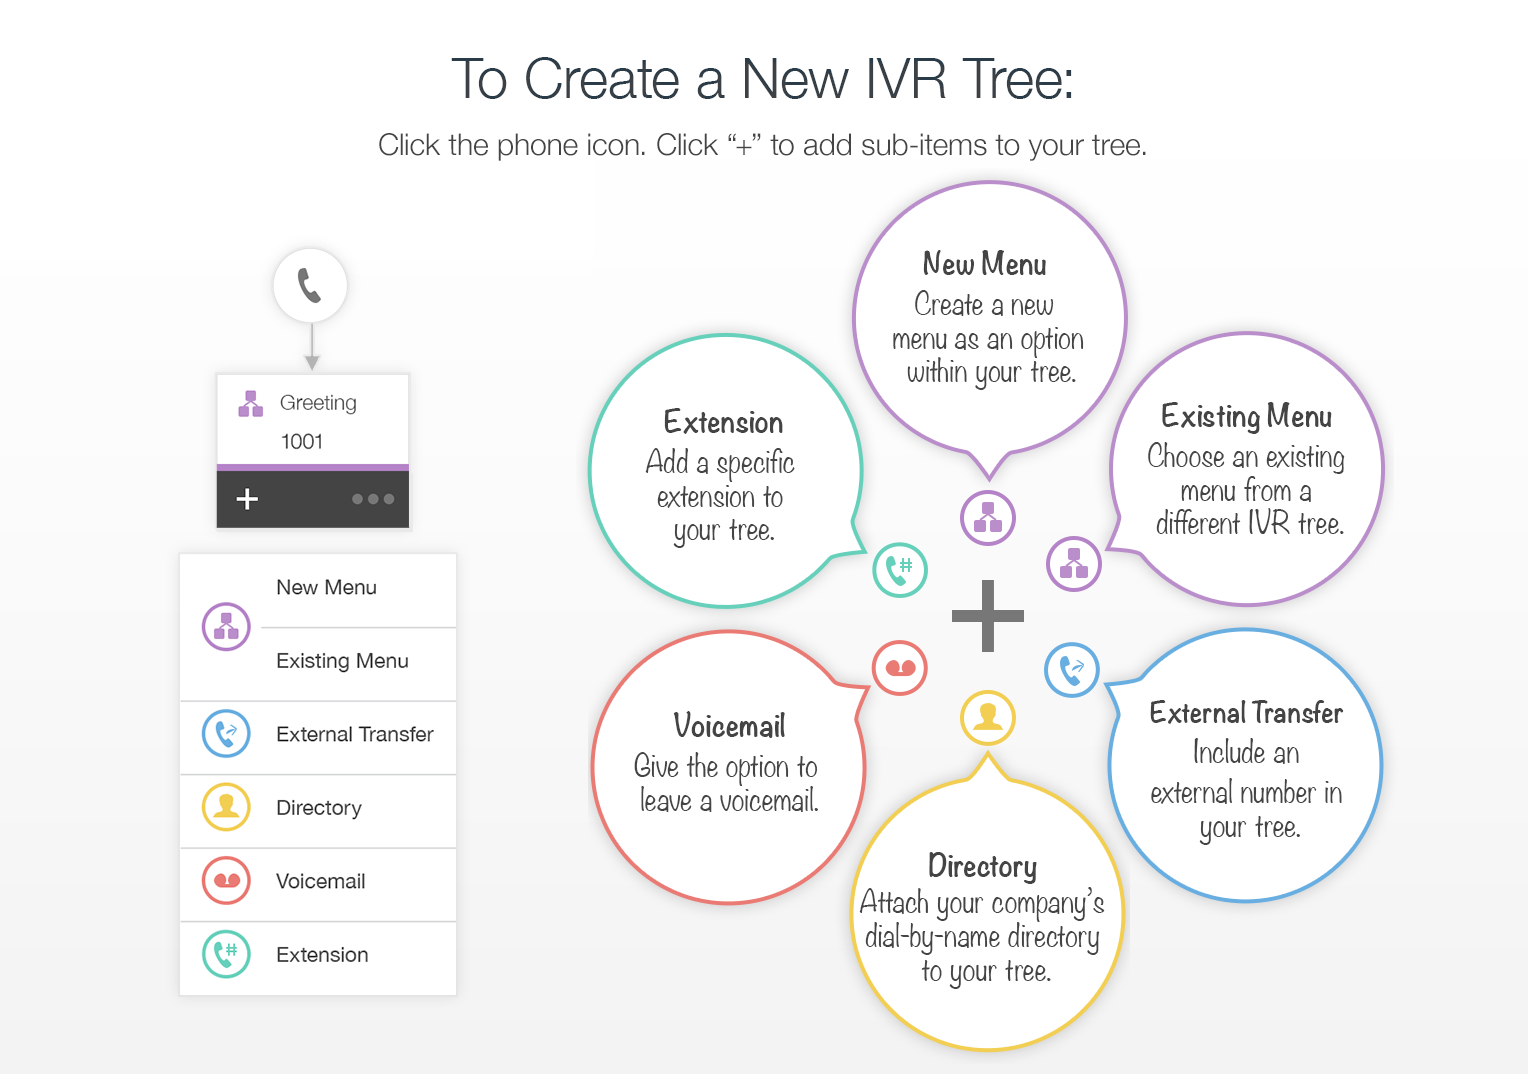 To Create a New IVR Tree:
Click the phone icon. Click “+” to add sub-items to your tree.
Greeting
1001
New Menu
Existing Menu
External Transfer
Directory
Voicemail
Extension
New Menu
Create a new
menu as an option
within your tree.
Extension
Add a specific
extension to
your tree.
Existing Menu
Choose an existing
menu from a
different IVR tree.
Voicemail
Give the option to
leave a voicemail.
External Transfer
Include an
external number in
your tree.
Directory
Attach your company’s
dial-by-name directory
to your tree.